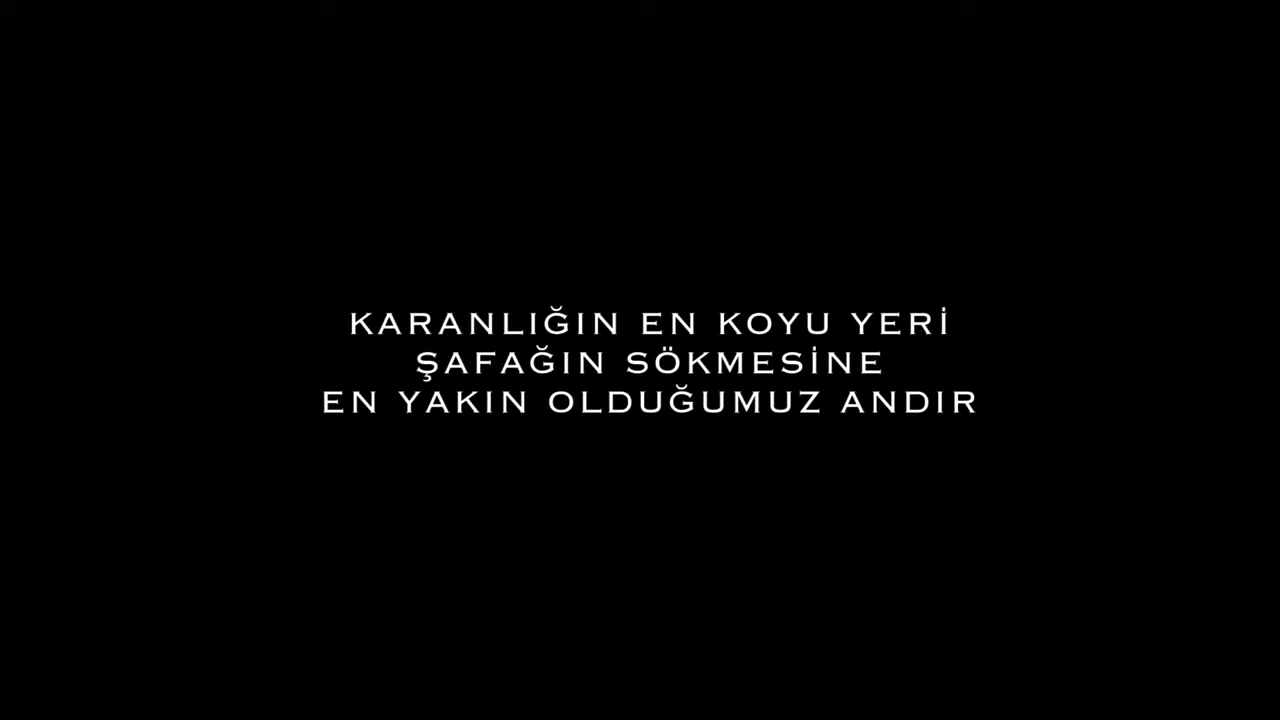 KARANLIĞIN EN KOYU YERİ
ŞAFAĞIN SÖKMESİNE
EN YAKIN OLDUĞUMUZ ANDIR